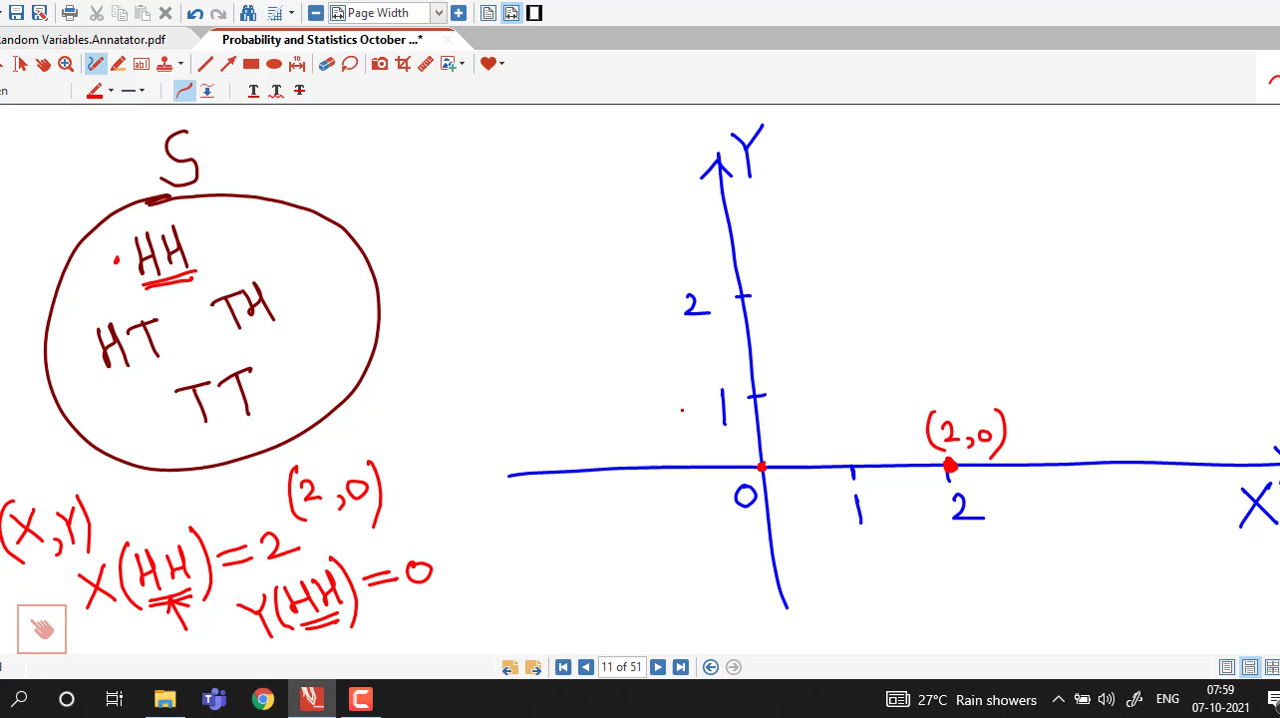 Page Width
Random Variables.Annatator.pdf
Probability and Statistics October ...*
S
HH
HT TH
TT
(X,Y)
(2,0)
X(HH)=2
Y(HH)=0
Y
2
1
(2,0)
0
1
2
X
11 of 51
27°C Rain showers
ENG
07:59
07-10-2021